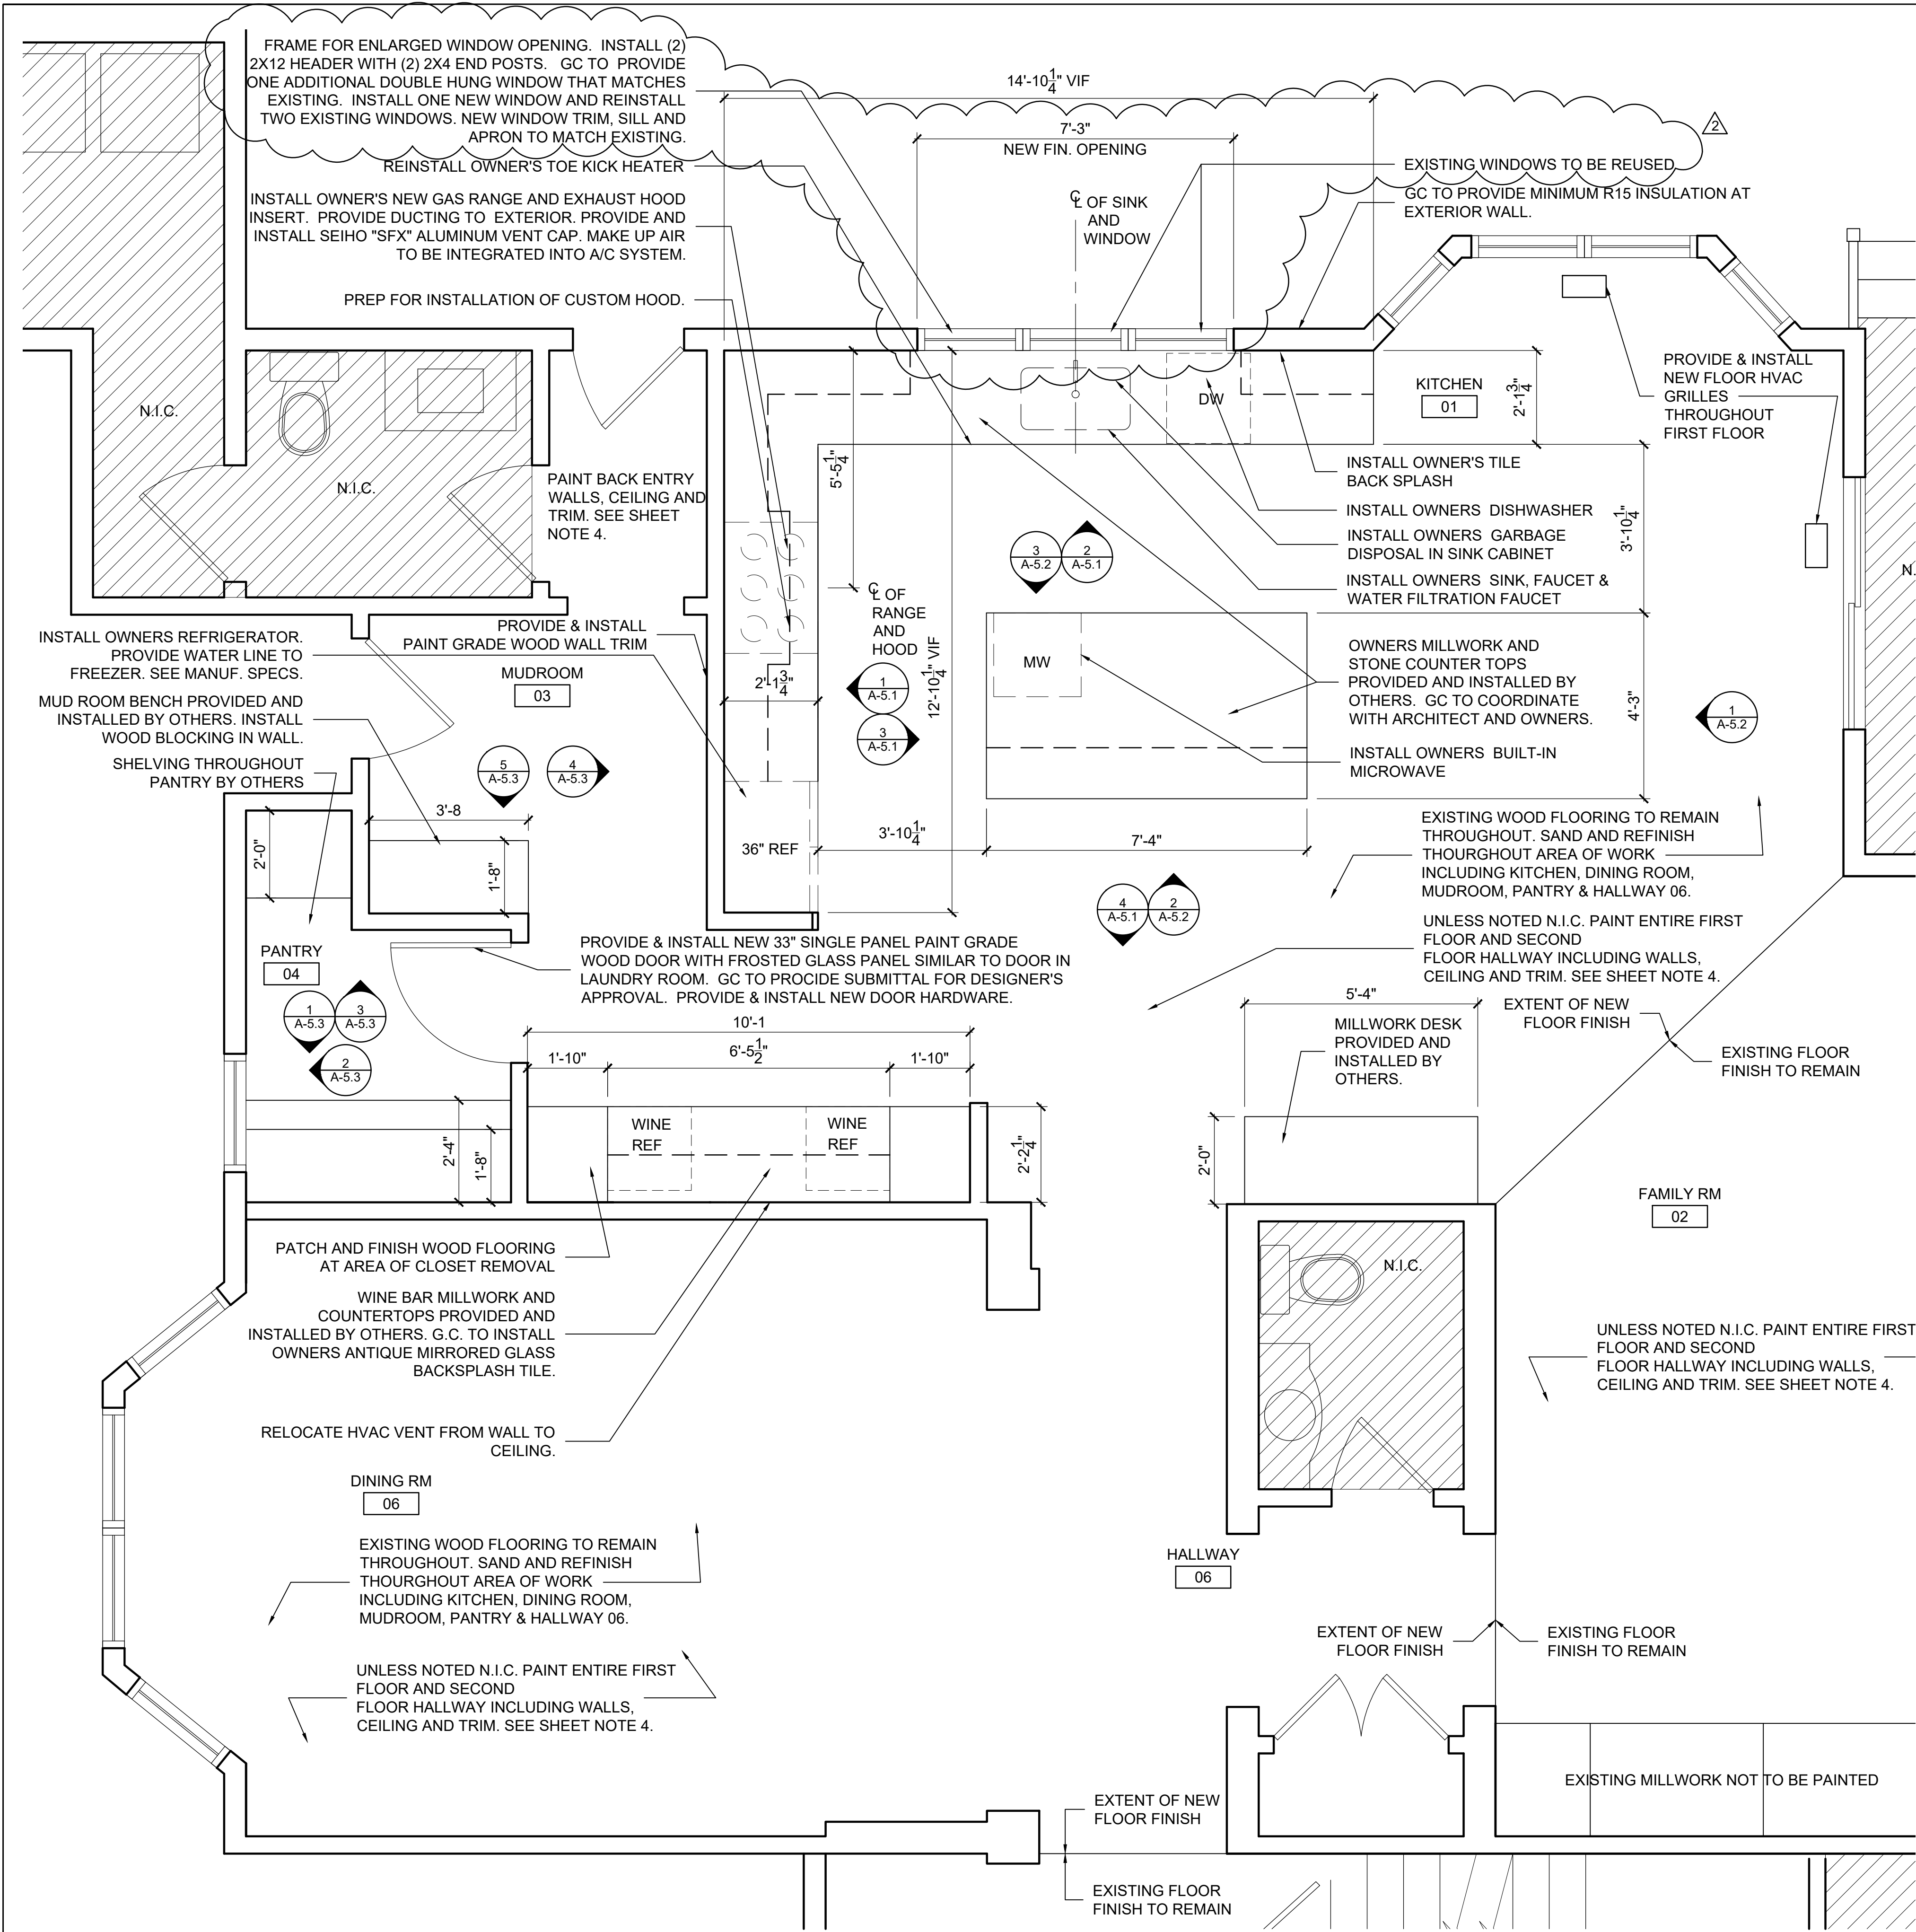 FRAME FOR ENLARGED WINDOW OPENING. INSTALL (2)
2X12 HEADER WITH (2) 2X4 END POSTS. GC TO PROVIDE
ONE ADDITIONAL DOUBLE HUNG WINDOW THAT MATCHES
EXISTING. INSTALL ONE NEW WINDOW AND REINSTALL
TWO EXISTING WINDOWS. NEW WINDOW TRIM, SILL AND
APRON TO MATCH EXISTING.
REINSTALL OWNER'S TOE KICK HEATER
INSTALL OWNER'S NEW GAS RANGE AND EXHAUST HOOD
INSERT. PROVIDE DUCTING TO EXTERIOR. PROVIDE AND
INSTALL SEIHO "SFX" ALUMINUM VENT CAP. MAKE UP AIR
TO BE INTEGRATED INTO A/C SYSTEM.
PREP FOR INSTALLATION OF CUSTOM HOOD.
14'-10 1/4" VIF
7'-3"
NEW FIN. OPENING
℄ OF SINK
AND
WINDOW
2
EXISTING WINDOWS TO BE REUSED
GC TO PROVIDE MINIMUM R15 INSULATION AT
EXTERIOR WALL.
PROVIDE & INSTALL
NEW FLOOR HVAC
GRILLES
THROUGHOUT
FIRST FLOOR
KITCHEN
01
2'-1 3/4"
DW
N.I.C.
N.I.C.
PAINT BACK ENTRY
WALLS, CEILING AND
TRIM. SEE SHEET
NOTE 4.
5'-5 1/4"
INSTALL OWNER'S TILE
BACK SPLASH
INSTALL OWNERS DISHWASHER
INSTALL OWNERS GARBAGE
DISPOSAL IN SINK CABINET
INSTALL OWNERS SINK, FAUCET &
WATER FILTRATION FAUCET
3'-10 1/4"
N.
3
A-5.2
2
A-5.1
℄ OF
RANGE
AND
HOOD
12'-10 1/4" VIF
1
A-5.1
3
A-5.1
2'-1 3/4"
MW
OWNERS MILLWORK AND
STONE COUNTER TOPS
PROVIDED AND INSTALLED BY
OTHERS. GC TO COORDINATE
WITH ARCHITECT AND OWNERS.
INSTALL OWNERS BUILT-IN
MICROWAVE
4'-3"
1
A-5.2
INSTALL OWNERS REFRIGERATOR.
PROVIDE WATER LINE TO
FREEZER. SEE MANUF. SPECS.
PROVIDE & INSTALL
PAINT GRADE WOOD WALL TRIM
MUDROOM
03
MUD ROOM BENCH PROVIDED AND
INSTALLED BY OTHERS. INSTALL
WOOD BLOCKING IN WALL.
SHELVING THROUGHOUT
PANTRY BY OTHERS
5
A-5.3
4
A-5.3
3'-8
2'-0"
1'-8"
36" REF
3'-10 1/4"
7'-4"
EXISTING WOOD FLOORING TO REMAIN
THROUGHOUT. SAND AND REFINISH
THOURGHOUT AREA OF WORK
INCLUDING KITCHEN, DINING ROOM,
MUDROOM, PANTRY & HALLWAY 06.
4
A-5.1
2
A-5.2
UNLESS NOTED N.I.C. PAINT ENTIRE FIRST
FLOOR AND SECOND
FLOOR HALLWAY INCLUDING WALLS,
CEILING AND TRIM. SEE SHEET NOTE 4.
PANTRY
04
PROVIDE & INSTALL NEW 33" SINGLE PANEL PAINT GRADE
WOOD DOOR WITH FROSTED GLASS PANEL SIMILAR TO DOOR IN
LAUNDRY ROOM. GC TO PROCIDE SUBMITTAL FOR DESIGNER'S
APPROVAL. PROVIDE & INSTALL NEW DOOR HARDWARE.
1
A-5.3
3
A-5.3
2
A-5.3
10'-1
1'-10"
6'-5 1/2"
1'-10"
5'-4"
MILLWORK DESK
PROVIDED AND
INSTALLED BY
OTHERS.
EXTENT OF NEW
FLOOR FINISH
EXISTING FLOOR
FINISH TO REMAIN
2'-4"
1'-8"
WINE
REF
WINE
REF
2'-2 1/4"
2'-0"
FAMILY RM
02
PATCH AND FINISH WOOD FLOORING
AT AREA OF CLOSET REMOVAL
WINE BAR MILLWORK AND
COUNTERTOPS PROVIDED AND
INSTALLED BY OTHERS. G.C. TO INSTALL
OWNERS ANTIQUE MIRRORED GLASS
BACKSPLASH TILE.
RELOCATE HVAC VENT FROM WALL TO
CEILING.
N.I.C.
UNLESS NOTED N.I.C. PAINT ENTIRE FIRST
FLOOR AND SECOND
FLOOR HALLWAY INCLUDING WALLS,
CEILING AND TRIM. SEE SHEET NOTE 4.
DINING RM
06
EXISTING WOOD FLOORING TO REMAIN
THROUGHOUT. SAND AND REFINISH
THOURGHOUT AREA OF WORK
INCLUDING KITCHEN, DINING ROOM,
MUDROOM, PANTRY & HALLWAY 06.
HALLWAY
06
UNLESS NOTED N.I.C. PAINT ENTIRE FIRST
FLOOR AND SECOND
FLOOR HALLWAY INCLUDING WALLS,
CEILING AND TRIM. SEE SHEET NOTE 4.
EXTENT OF NEW
FLOOR FINISH
EXISTING FLOOR
FINISH TO REMAIN
EXISTING MILLWORK NOT TO BE PAINTED
EXTENT OF NEW
FLOOR FINISH
EXISTING FLOOR
FINISH TO REMAIN